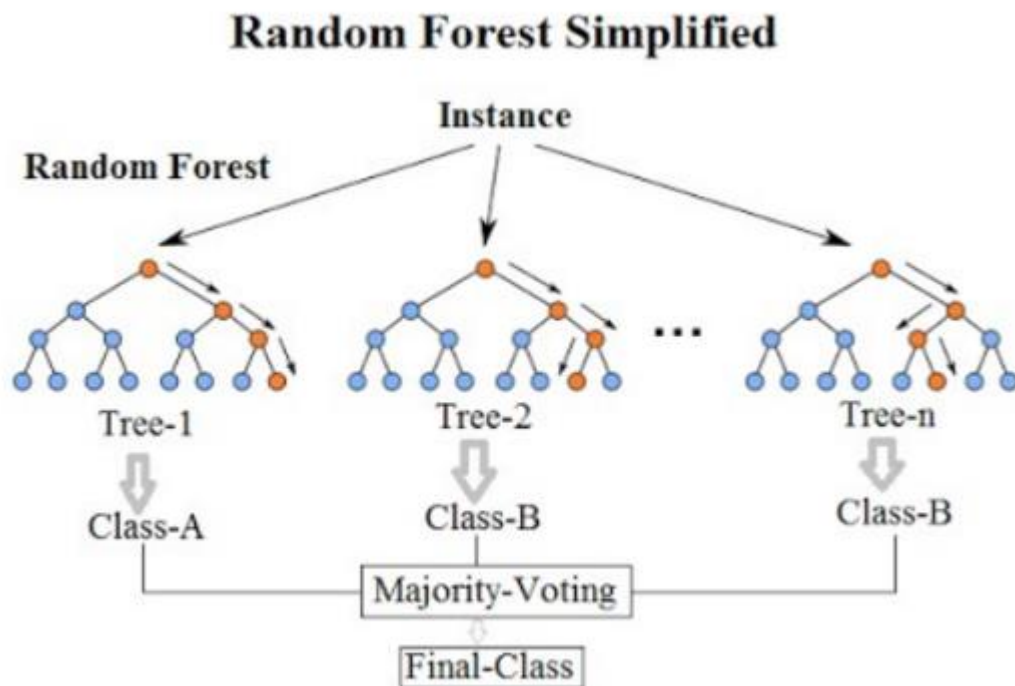 Random Forest Simplified
Instance
Random Forest
...
Tree-1
Tree-2
Tree-n
Class-A
Class-B
Class-B
Majority-Voting
Final-Class